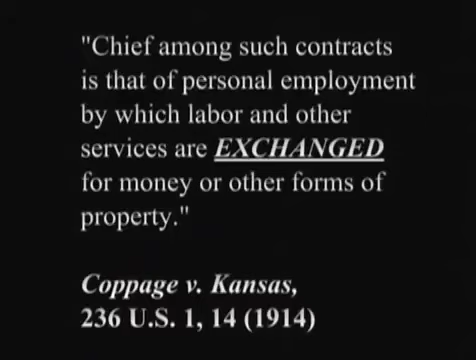 "Chief among such contracts
is that of personal employment
by which labor and other
services are EXCHANGED
for money or other forms of
property."
Coppage v. Kansas,
236 U.S. 1, 14 (1914)